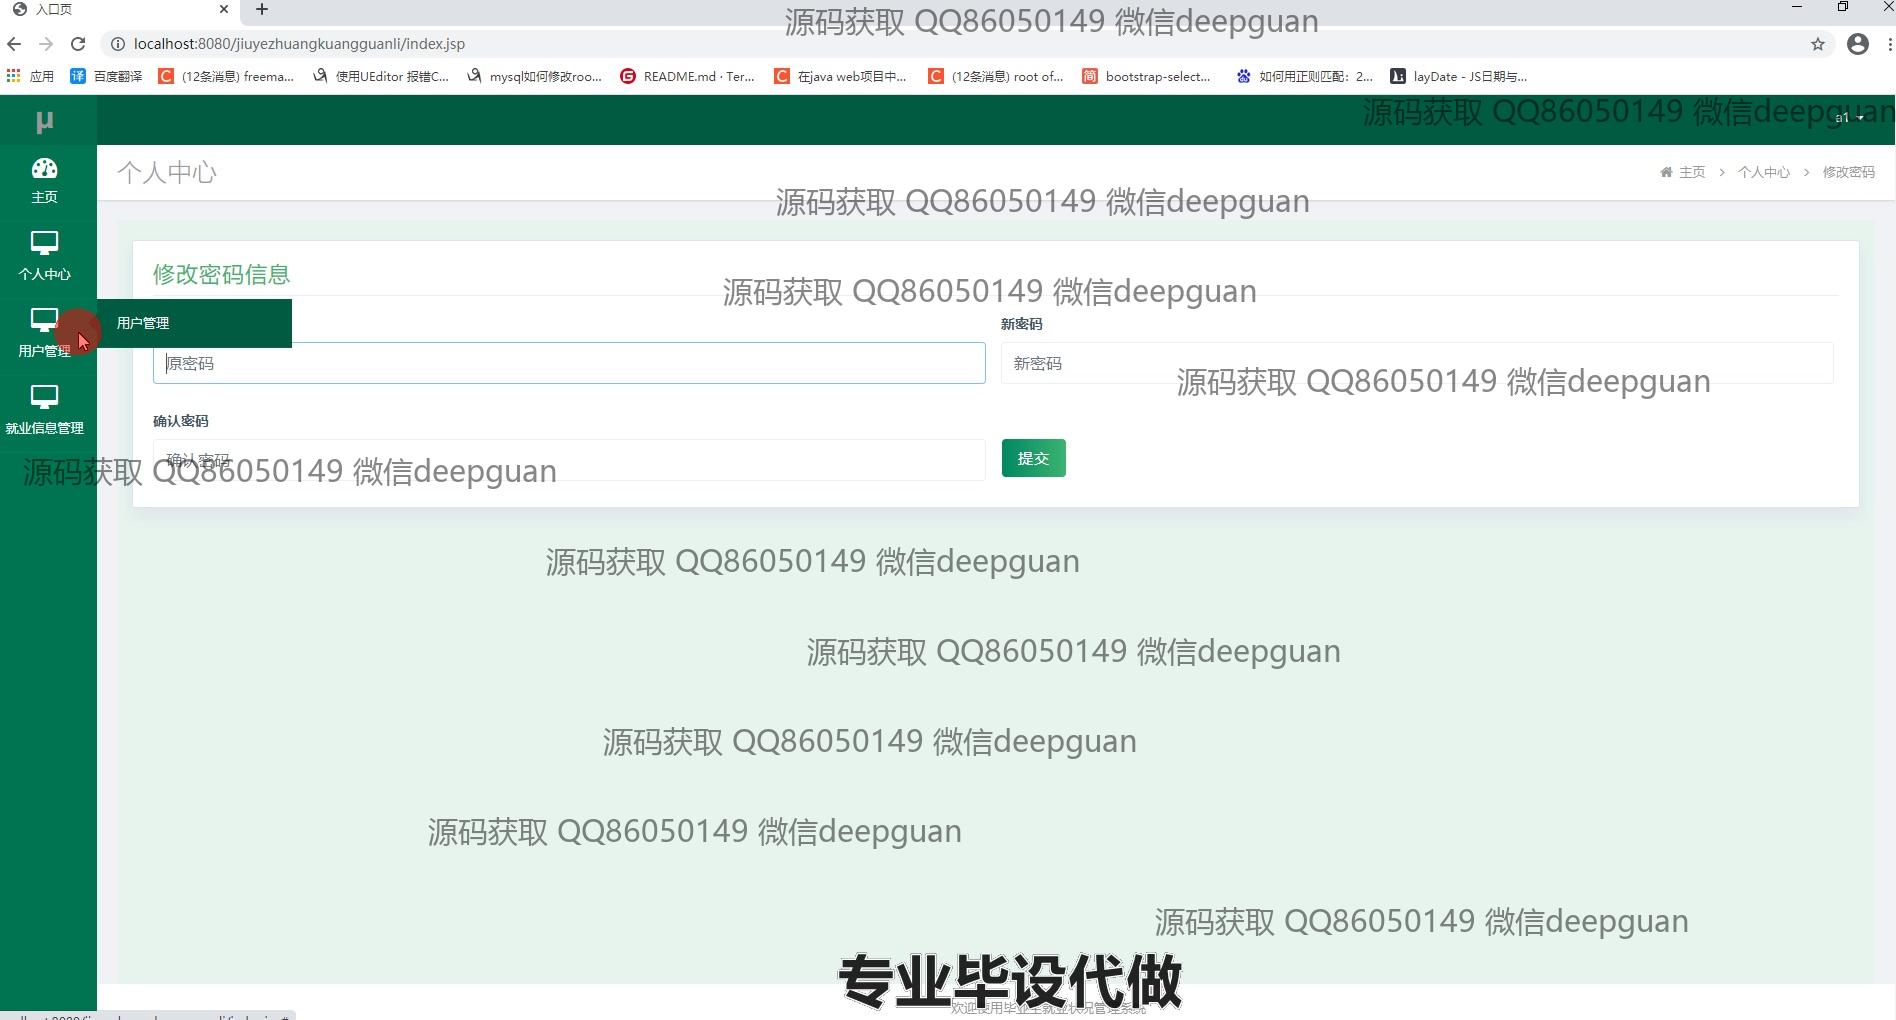 入口页
源码获取 QQ86050149 微信deepguan
localhost:8080/jiuyezhuangkuangguanli/index.jsp
应用 百度翻译 (12条消息) freema... 使用UEditor 报错C... mysql如何修改roo... README.md · Ter... 在java web项目中... (12条消息) root of... bootstrap-select... 如何用正则匹配：2... layDate - JS日期与...
源码获取 QQ86050149 微信deepguan
μ
a1
个人中心
主页 > 个人中心 > 修改密码
主页
源码获取 QQ86050149 微信deepguan
个人中心
修改密码信息
源码获取 QQ86050149 微信deepguan
用户管理
新密码
用户管理
原密码
新密码
源码获取 QQ86050149 微信deepguan
确认密码
就业信息管理
确认密码
提交
源码获取 QQ86050149 微信deepguan
源码获取 QQ86050149 微信deepguan
源码获取 QQ86050149 微信deepguan
源码获取 QQ86050149 微信deepguan
源码获取 QQ86050149 微信deepguan
源码获取 QQ86050149 微信deepguan
专业毕设代做
欢迎使用毕业生就业状况管理系统